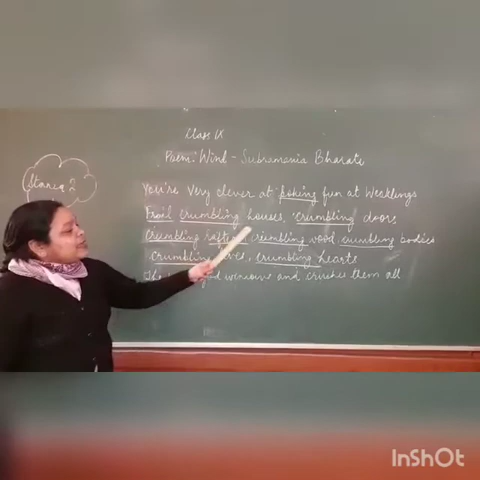 Class IX
Poem: Wind - Subramania Bharati
Stanza 2
You're very clever at poking fun at Weaklings
Frail crumbling houses, crumbling doors
Crumbling rafters crumbling wood, crumbling bodies
crumbling lives, crumbling hearts
The god winnows and crushes them all
InShOt